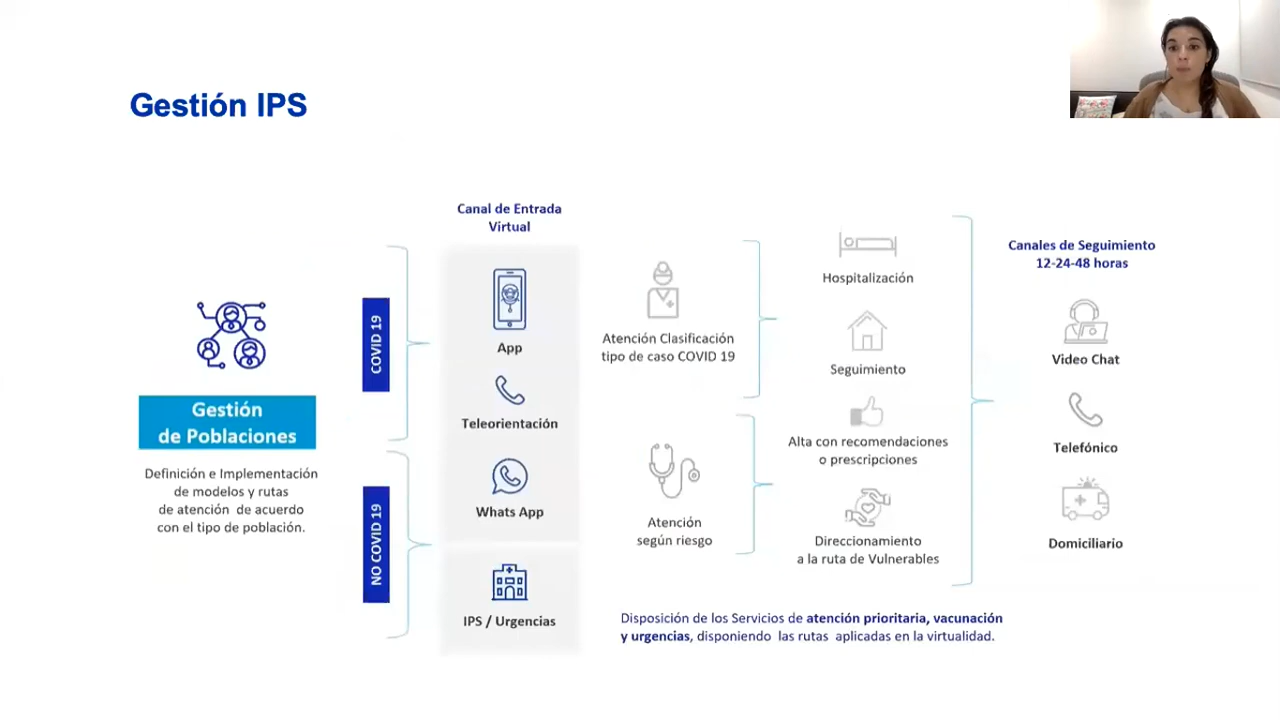 Gestión IPS
Gestión
de Poblaciones
Definición e Implementación
de modelos y rutas
de atención de acuerdo
con el tipo de población.
COVID 19
NO COVID 19
Canal de Entrada
Virtual
App
Teleorientación
Whats App
IPS / Urgencias
Atención Clasificación
tipo de caso COVID 19
Atención
según riesgo
Hospitalización
Seguimiento
Alta con recomendaciones
o prescripciones
Direccionamiento
a la ruta de Vulnerables
Canales de Seguimiento
12-24-48 horas
Video Chat
Telefónico
Domiciliario
Disposición de los Servicios de atención prioritaria, vacunación
y urgencias, disponiendo las rutas aplicadas en la virtualidad.